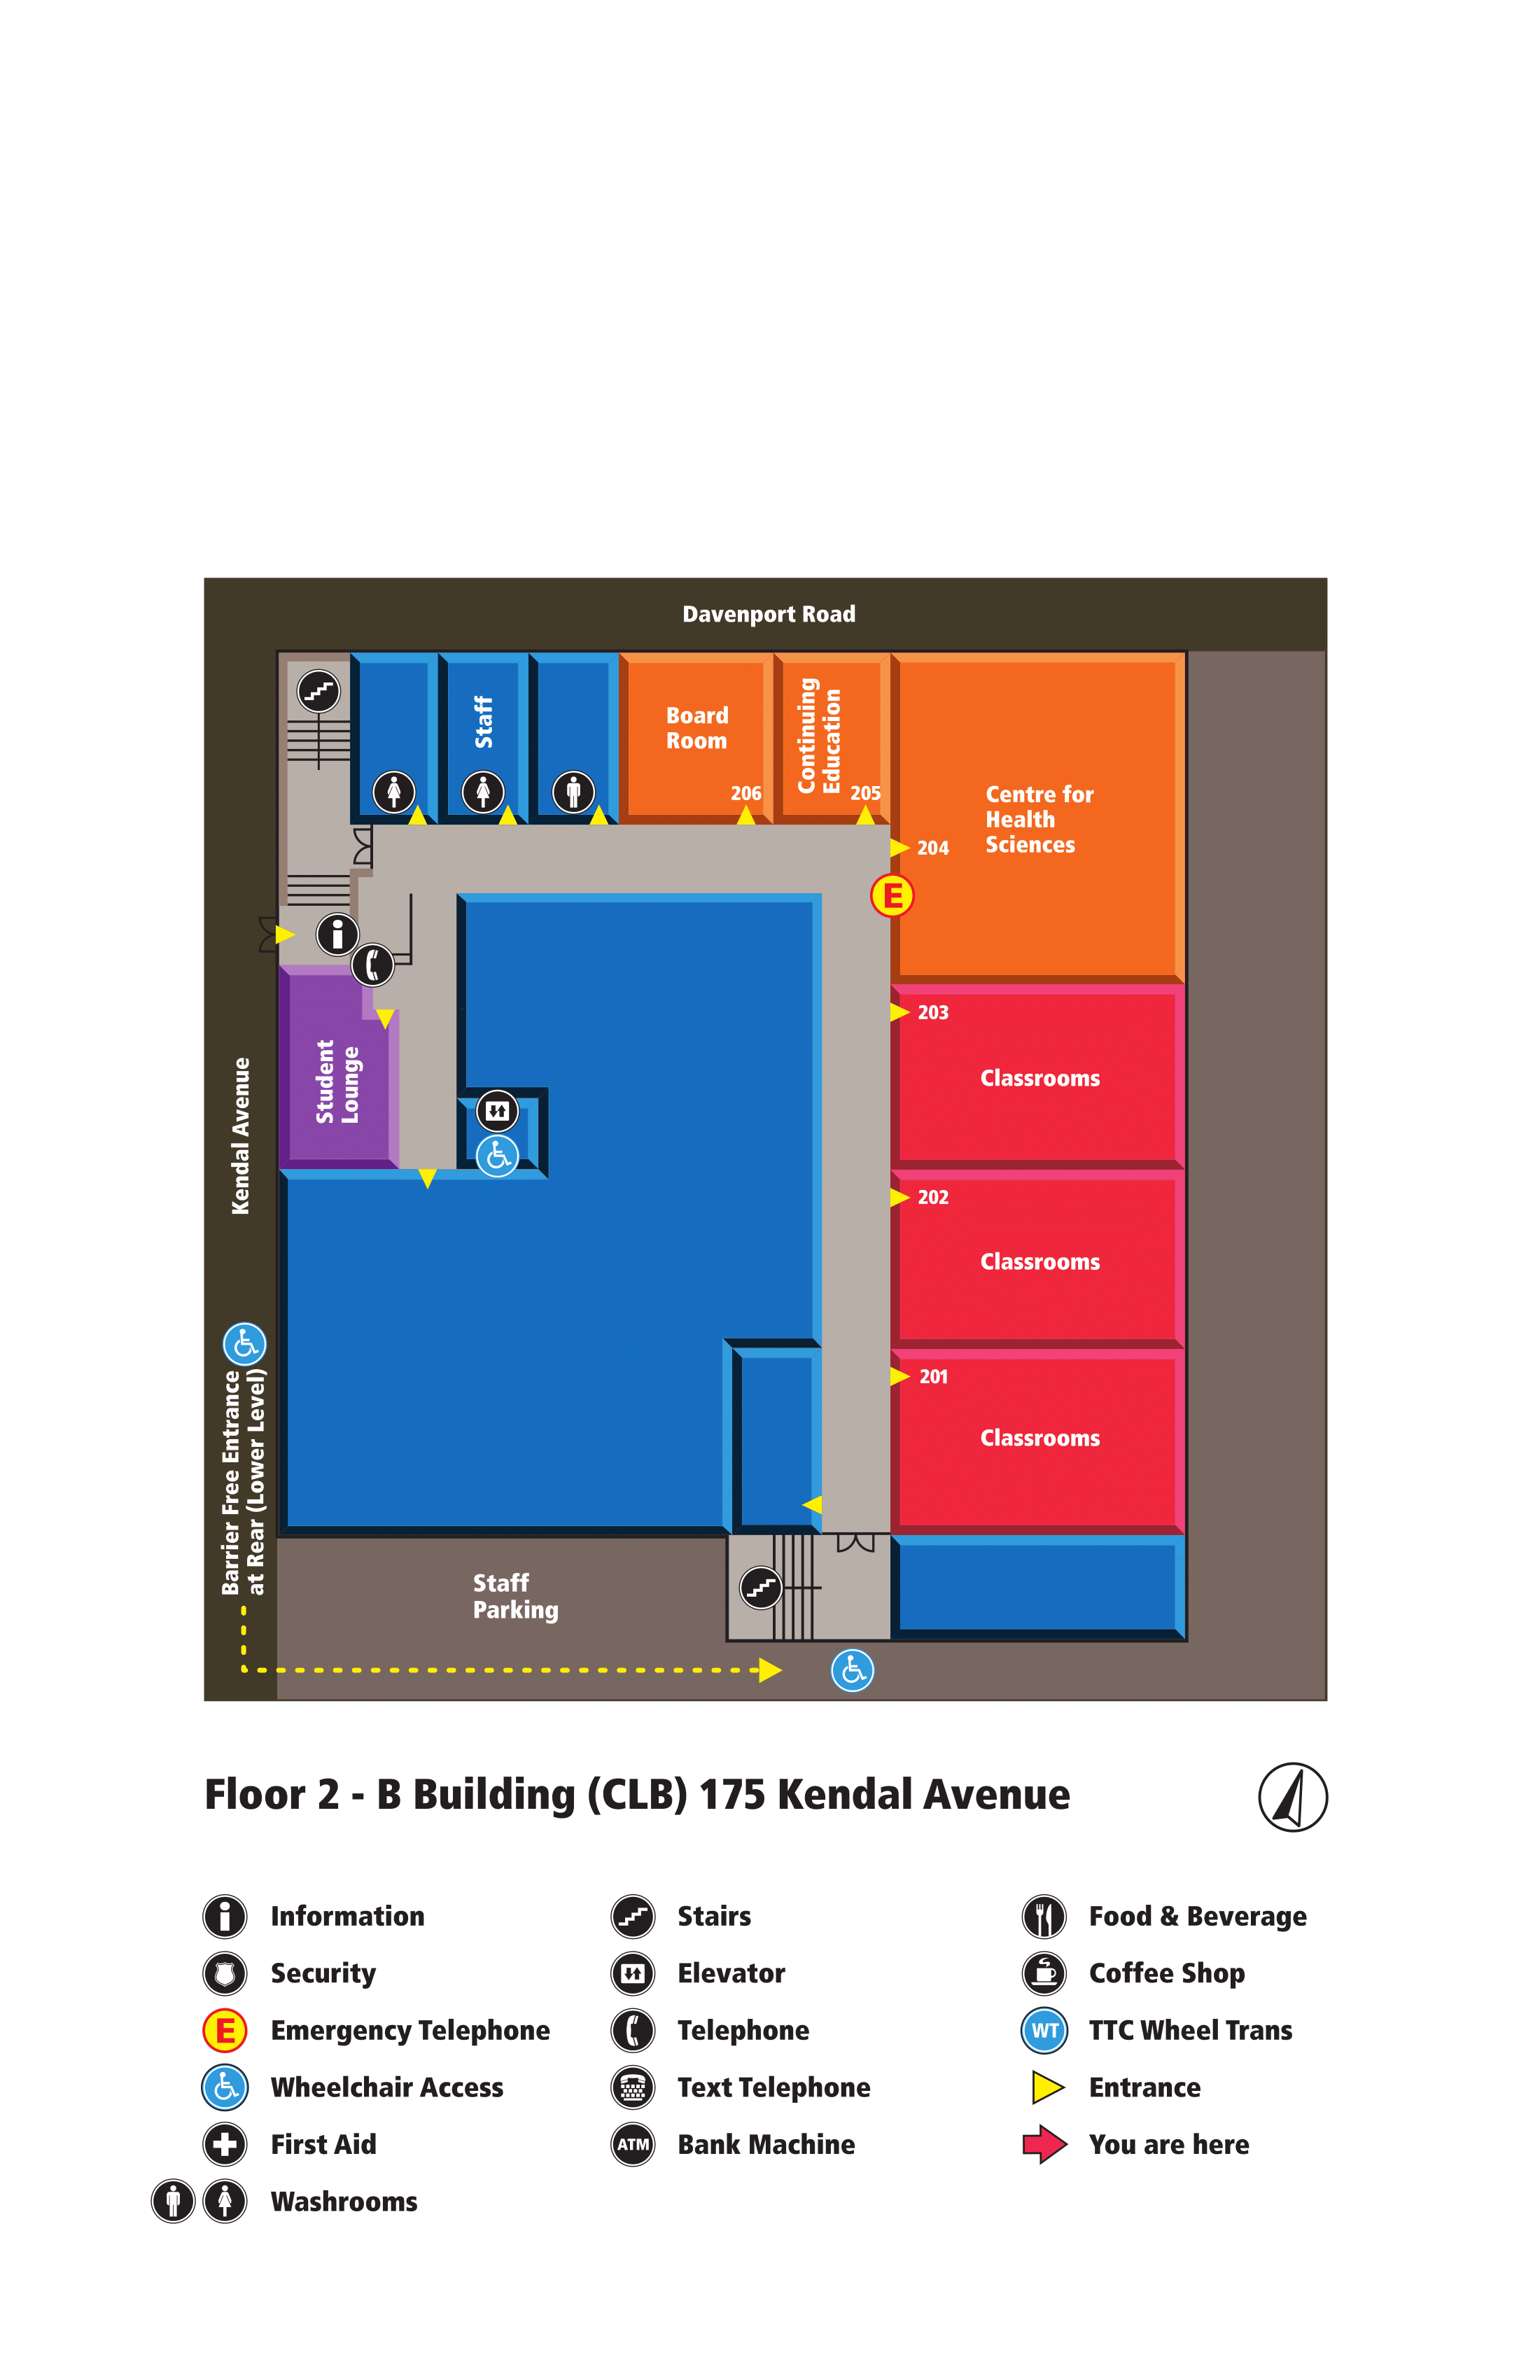 Davenport Road
Staff
Board
Room
206
Continuing
Education
205
Centre for
Health
Sciences
204
E
203
Classrooms
Student
Lounge
Kendal Avenue
202
Classrooms
201
Classrooms
Barrier Free Entrance
at Rear (Lower Level)
Staff
Parking
Floor 2 - B Building (CLB) 175 Kendal Avenue
Information
Security
E Emergency Telephone
Wheelchair Access
First Aid
Washrooms
Stairs
Elevator
Telephone
Text Telephone
ATM Bank Machine
Food & Beverage
Coffee Shop
WT TTC Wheel Trans
Entrance
You are here